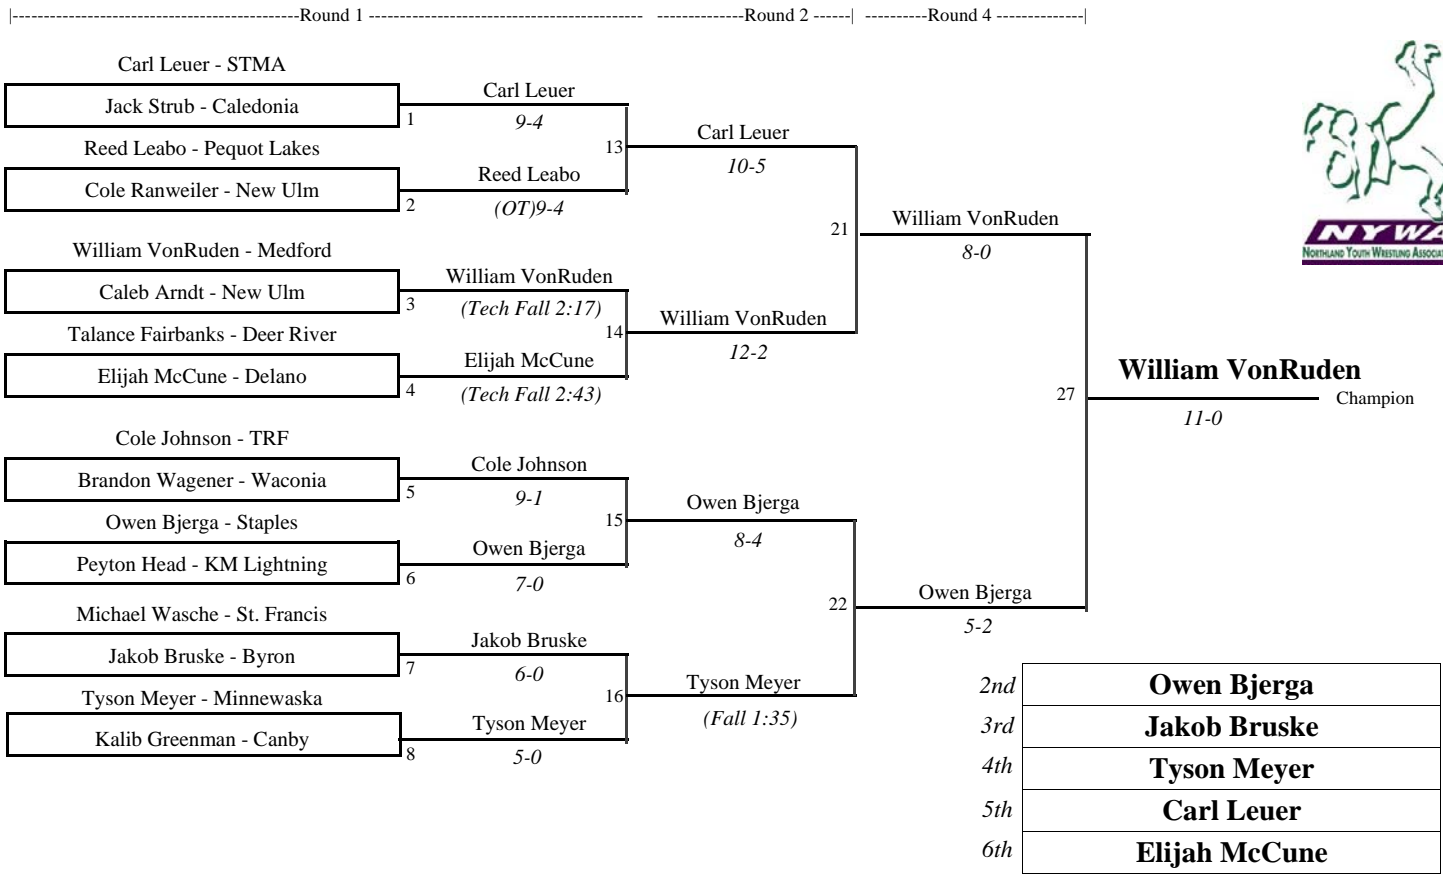 |-----------------------------------------------Round 1 --------------------------------------------- --------------Round 2 ------| ----------Round 4 --------------|
Carl Leuer - STMA
Jack Strub - Caledonia
1
Carl Leuer
9-4
Reed Leabo - Pequot Lakes
Cole Ranweiler - New Ulm
2
Reed Leabo
(OT)9-4
13
Carl Leuer
10-5
William VonRuden - Medford
Caleb Arndt - New Ulm
3
William VonRuden
(Tech Fall 2:17)
Talance Fairbanks - Deer River
Elijah McCune - Delano
4
Elijah McCune
(Tech Fall 2:43)
14
William VonRuden
12-2
21
William VonRuden
8-0
Cole Johnson - TRF
Brandon Wagener - Waconia
5
Cole Johnson
9-1
Owen Bjerga - Staples
Peyton Head - KM Lightning
6
Owen Bjerga
7-0
15
Owen Bjerga
8-4
Michael Wasche - St. Francis
Jakob Bruske - Byron
7
Jakob Bruske
6-0
Tyson Meyer - Minnewaska
Kalib Greenman - Canby
8
Tyson Meyer
5-0
16
Tyson Meyer
(Fall 1:35)
22
Owen Bjerga
5-2
27
William VonRuden
Champion
11-0
NYWA
NORTHLAND YOUTH WRESTLING
2nd Owen Bjerga
3rd Jakob Bruske
4th Tyson Meyer
5th Carl Leuer
6th Elijah McCune